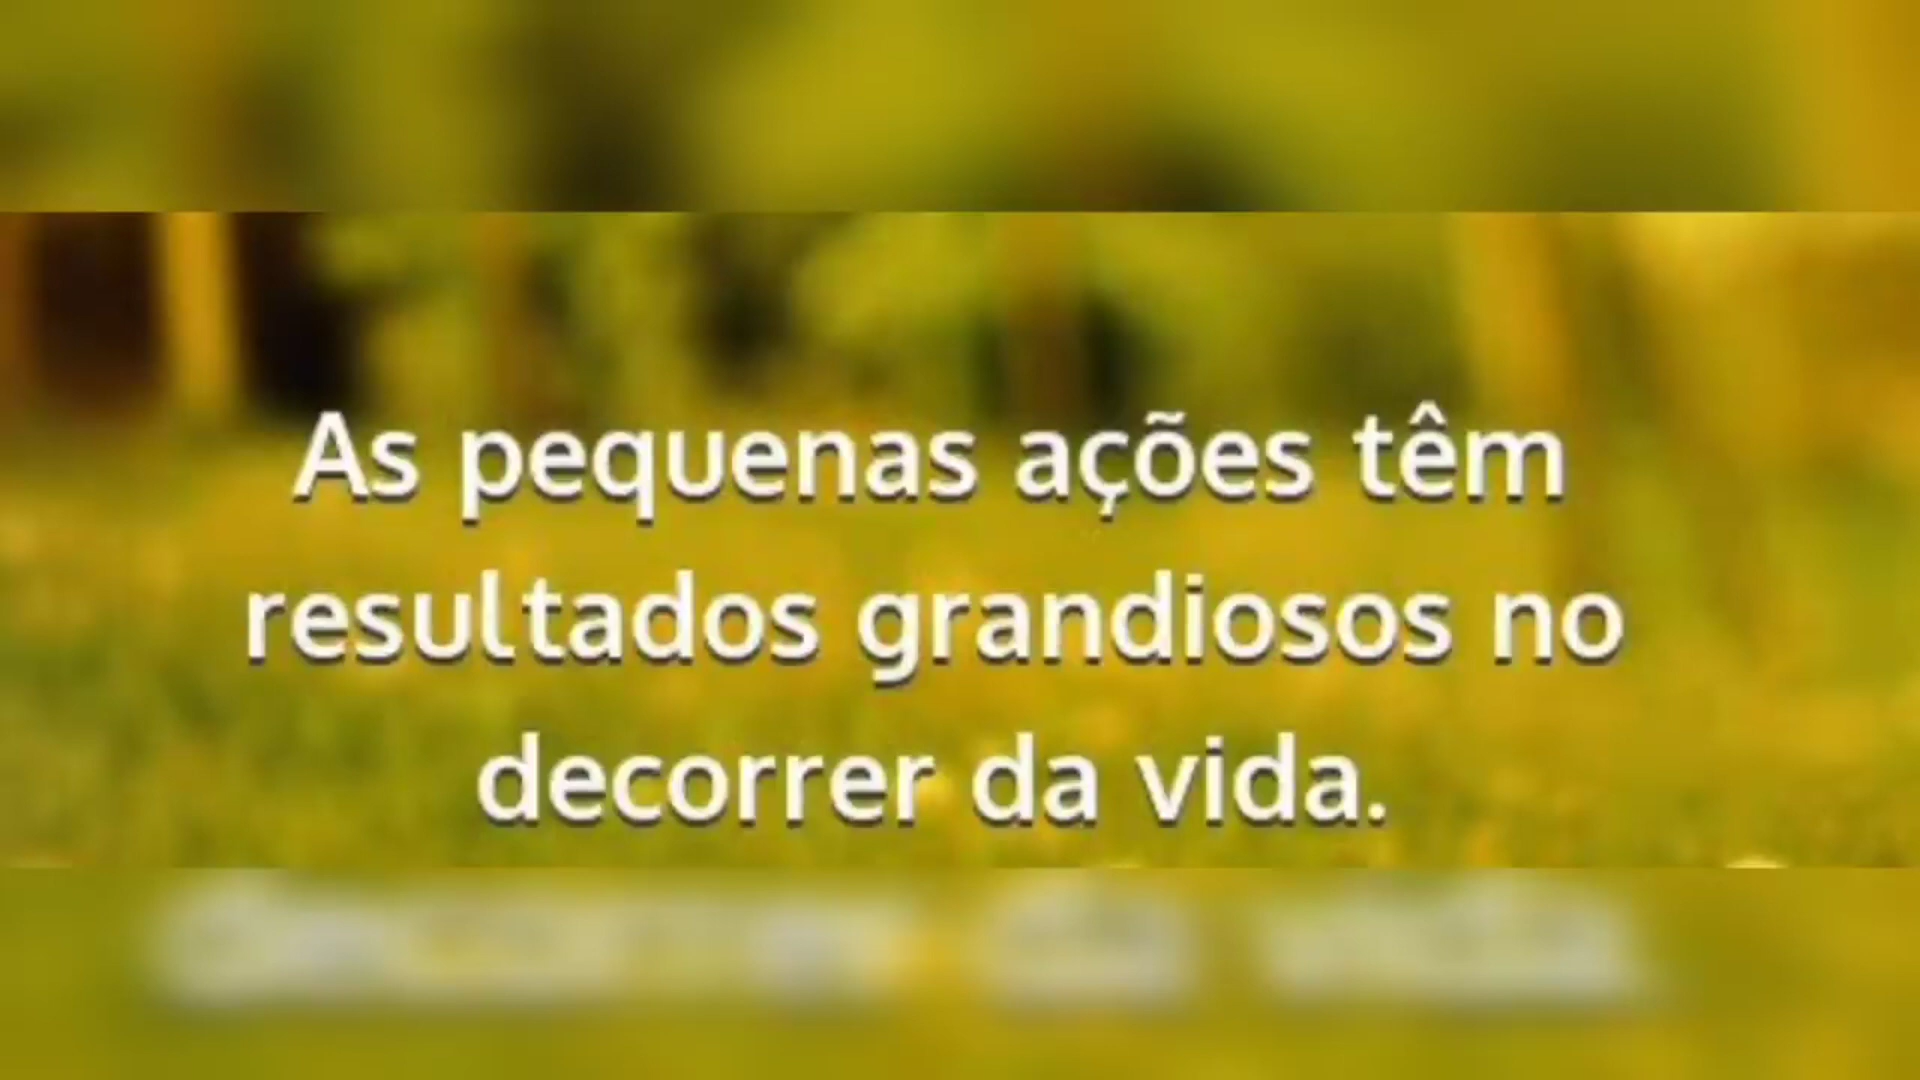 As pequenas ações têm
resultados grandiosos no
decorrer da vida.